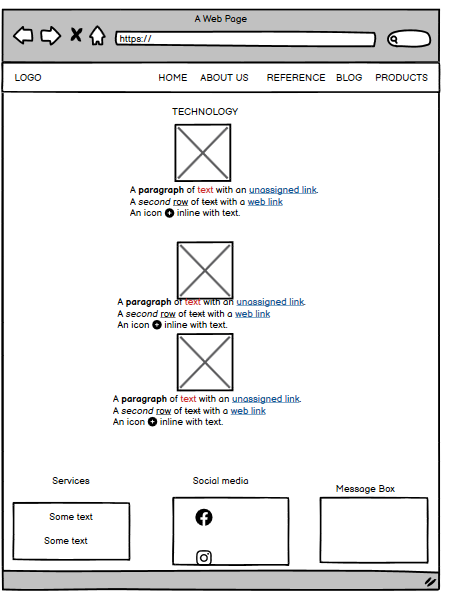 A Web Page
https://
LOGO HOME ABOUT US REFERENCE BLOG PRODUCTS
TECHNOLOGY
A paragraph of text with an unassigned link.
A second row of text with a web link
An icon inline with text.
A paragraph of text with an unassigned link.
A second row of text with a web link
An icon inline with text.
A paragraph of text with an unassigned link.
A second row of text with a web link
An icon inline with text.
Services
Social media
Message Box
Some text
Some text